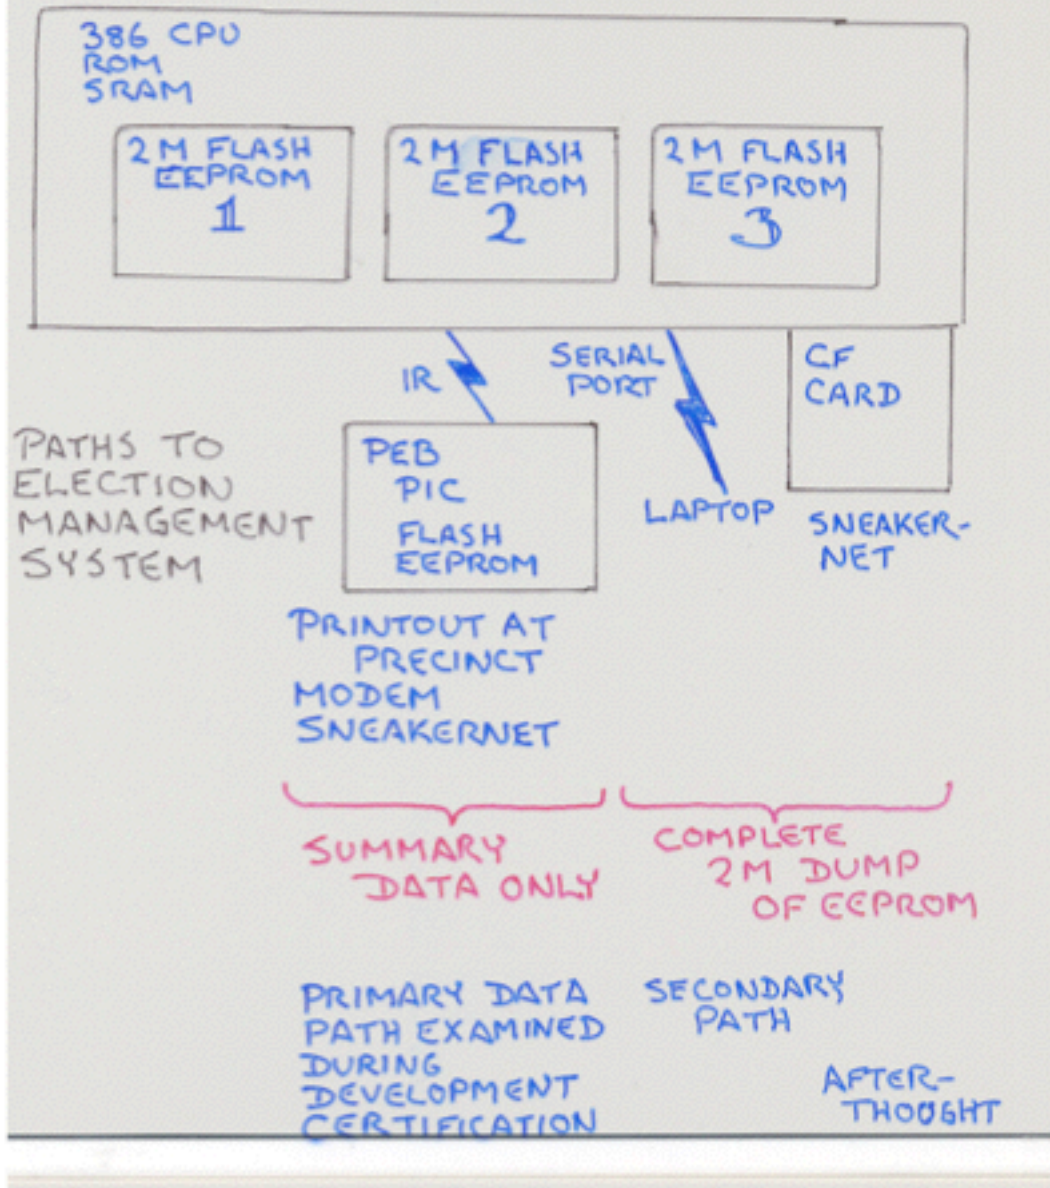 386 CPU
ROM
SRAM
2M FLASH
EEPROM
1
2M FLASH
EEPROM
2
2M FLASH
EEPROM
3
IR
SERIAL
PORT
CF
CARD
PATHS TO
ELECTION
MANAGEMENT
SYSTEM
PEB
PIC
FLASH
EEPROM
LAPTOP
SNEAKER-
NET
PRINTOUT AT
PRECINCT
MODEM
SNEAKERNET
SUMMARY
DATA ONLY
COMPLETE
2M DUMP
OF EEPROM
PRIMARY DATA
PATH EXAMINED
DURING
DEVELOPMENT
CERTIFICATION
SECONDARY
PATH
AFTER-
THOUGHT